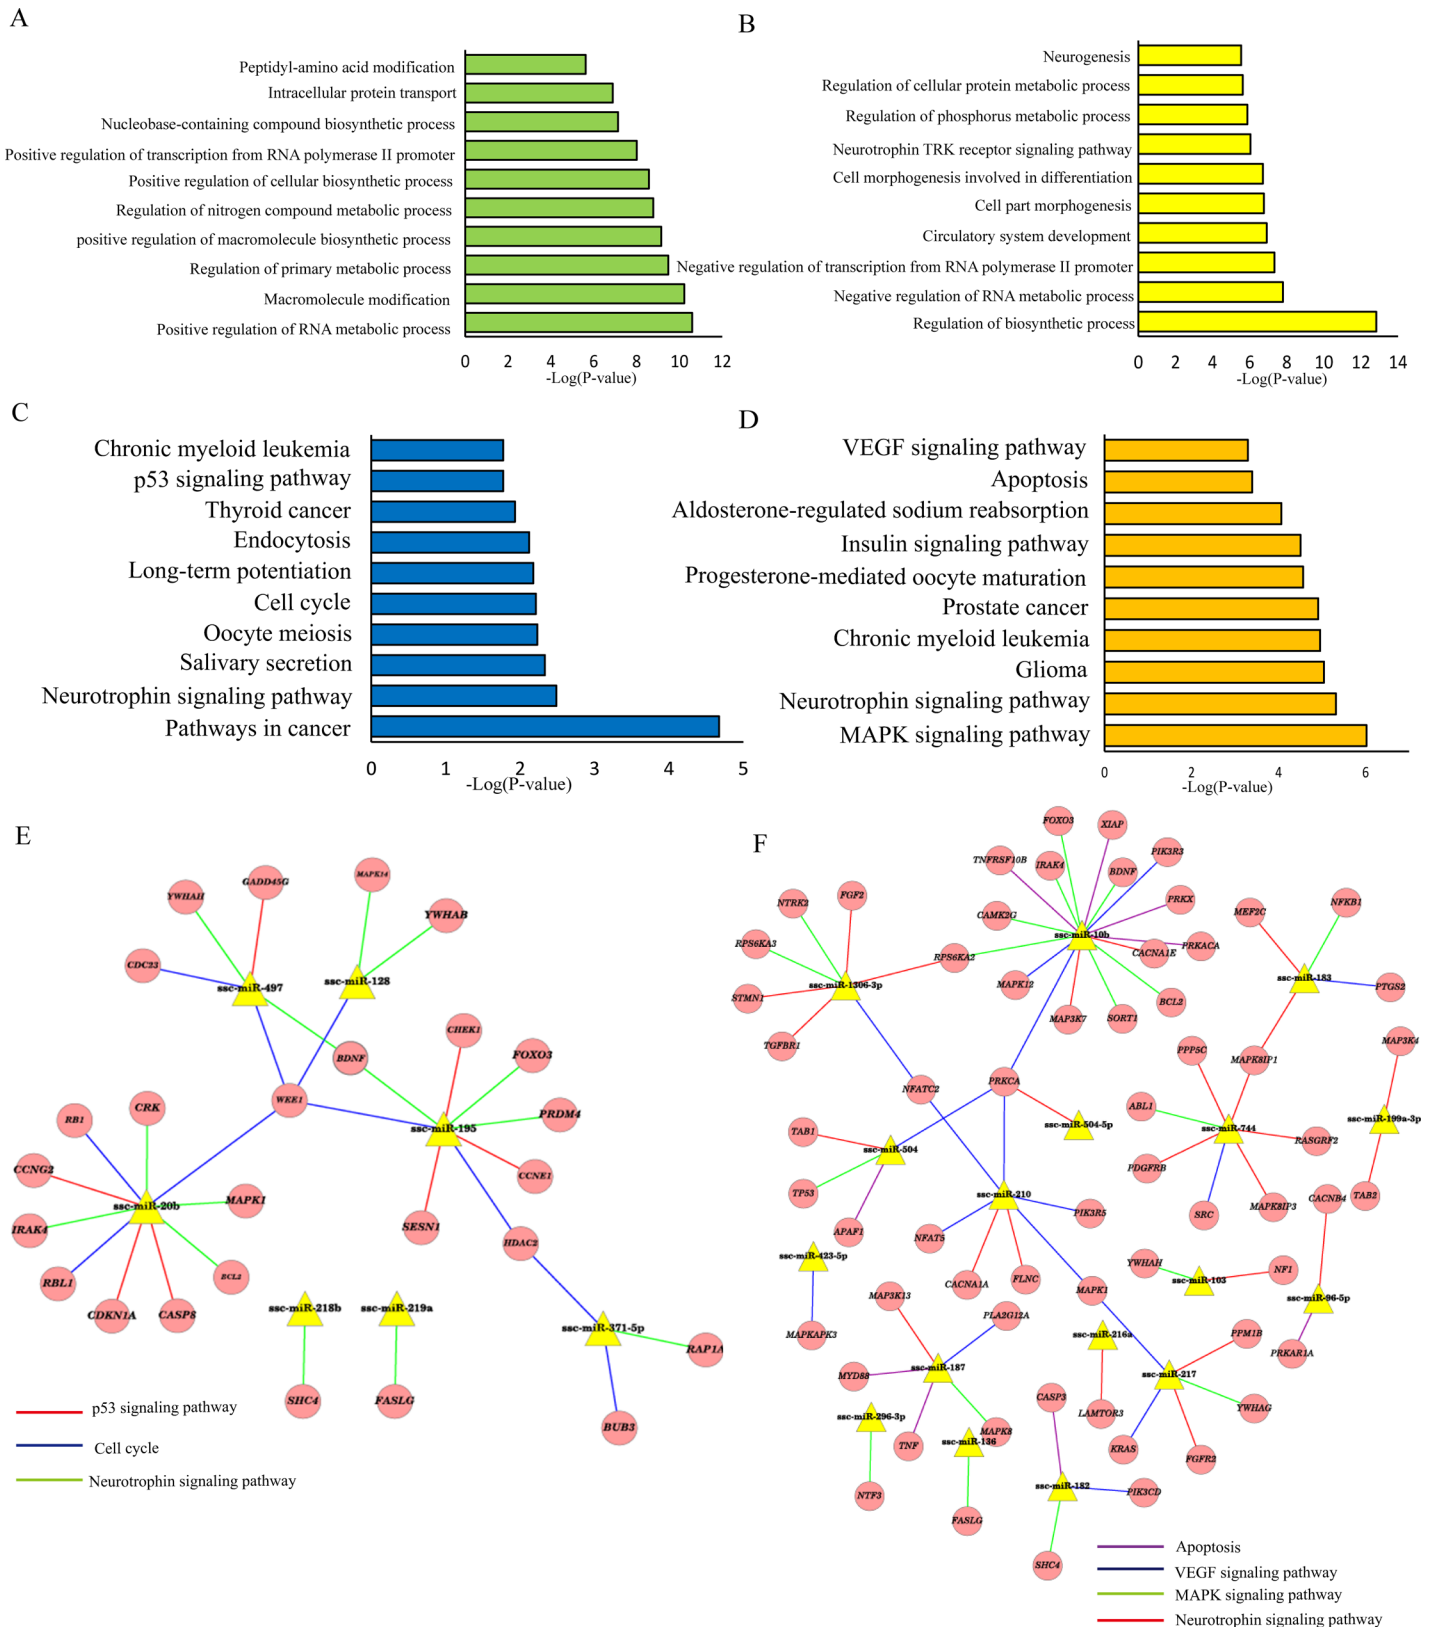 A
Peptidyl-amino acid modification
Intracellular protein transport
Nucleobase-containing compound biosynthetic process
Positive regulation of transcription from RNA polymerase II promoter
Positive regulation of cellular biosynthetic process
Regulation of nitrogen compound metabolic process
positive regulation of macromolecule biosynthetic process
Regulation of primary metabolic process
Macromolecule modification
Positive regulation of RNA metabolic process
0 2 4 6 8 10 12
-Log(P-value)
B
Neurogenesis
Regulation of cellular protein metabolic process
Regulation of phosphorus metabolic process
Neurotrophin TRK receptor signaling pathway
Cell morphogenesis involved in differentiation
Cell part morphogenesis
Circulatory system development
Negative regulation of transcription from RNA polymerase II promoter
Negative regulation of RNA metabolic process
Regulation of biosynthetic process
0 2 4 6 8 10 12 14
-Log(P-value)
C
Chronic myeloid leukemia
p53 signaling pathway
Thyroid cancer
Endocytosis
Long-term potentiation
Cell cycle
Oocyte meiosis
Salivary secretion
Neurotrophin signaling pathway
Pathways in cancer
0 1 2 3 4 5
-Log(P-value)
D
VEGF signaling pathway
Apoptosis
Aldosterone-regulated sodium reabsorption
Insulin signaling pathway
Progesterone-mediated oocyte maturation
Prostate cancer
Chronic myeloid leukemia
Glioma
Neurotrophin signaling pathway
MAPK signaling pathway
0 2 4 6
-Log(P-value)
E
MAPK14
GADD45G
YWHAH
YWHAB
CDC23
ssc-miR-128
ssc-miR-497
CHEK1
FOXO3
BDNF
WEE1
CRK
RB1
PRDM4
ssc-miR-195
CCNG2
CCNE1
MAPK1
ssc-miR-20b
IRAK4
SESN1
HDAC2
RBL1
BCL2
CDKN1A
CASP8
ssc-miR-218b
ssc-miR-219a
ssc-miR-371-5p
RAP1A
SHC4
FASLG
BUB3
p53 signaling pathway
Cell cycle
Neurotrophin signaling pathway
F
FOXO3
XIAP
TNFRSF10B
IRAK4
BDNF
PIK3R3
NTRK2
FGF2
CAMK2G
PRKX
MEF2C
NFKB1
RPS6KA3
RPS6KA2
ssc-miR-10b
CACNA1E
PRKACA
STMN1
ssc-miR-1306-3p
MAPK12
ssc-miR-183
PTGS2
BCL2
TGFBR1
MAP3K7
SORT1
PPP5C
MAPK8IP1
MAP3K4
NFATC2
PRKCA
ABL1
TAB1
ssc-miR-504-5p
ssc-miR-744
ssc-miR-199a-3p
ssc-miR-504
RASGRF2
PDGFRB
TP53
ssc-miR-210
TAB2
CACNB4
APAF1
NFAT5
PIK3R5
SRC
MAPK8IP3
ssc-miR-423-5p
YWHAH
NF1
CACNA1A
FLNC
MAPK1
ssc-miR-103
ssc-miR-96-5p
MAP3K13
PLA2G12A
MAPKAPK3
ssc-miR-216a
PPM1B
PRKAR1A
MYD88
ssc-miR-187
ssc-miR-217
CASP3
LAMTOR3
YWHAG
ssc-miR-296-3p
MAPK8
TNF
ssc-miR-136
KRAS
FGFR2
NTF3
ssc-miR-182
PIK3CD
FASLG
SHC4
Apoptosis
VEGF signaling pathway
MAPK signaling pathway
Neurotrophin signaling pathway